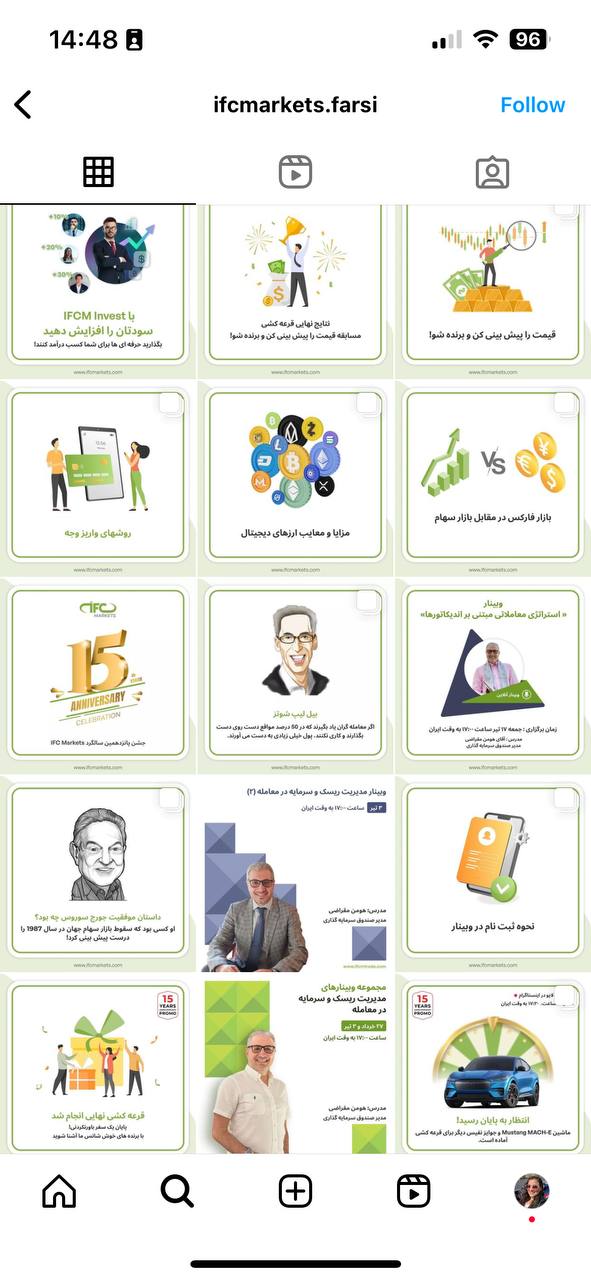 14:48
96
ifcmarkets.farsi
Follow
+10%
+20%
+30%
با IFCM Invest
سودتان را افزایش دهید
بگذارید حرفه ای ها برای شما کسب درآمد کنند!
www.ifcmarkets.com
نتایج نهایی قرعه کشی
مسابقه قیمت را پیش بینی کن و برنده شو!
www.ifcmarkets.com
قیمت را پیش بینی کن و برنده شو!
www.ifcmarkets.com
روشهای واریز وجه
www.ifcmarkets.com
مزایا و معایب ارزهای دیجیتال
www.ifcmarkets.com
VS
بازار فارکس در مقابل بازار سهام
www.ifcmarkets.com
IFC
MARKETS
15
th YEAR
ANNIVERSARY
CELEBRATION
جشن پانزدهمین سالگرد IFC Markets
www.ifcmarkets.com
بیل لیپ شوتز
اگر معامله گران یاد بگیرند که در 50 درصد مواقع دست روی دست
بگذارند و کاری نکنند، پول خیلی زیادی به دست می آورند.
www.ifcmarkets.com
وبینار
« استراتژی معاملاتی مبتنی بر اندیکاتورها»
وبینار آنلاین
زمان برگزاری : جمعه ۱۷ تیر ساعت ۱۷:۰۰ به وقت ایران
مدرس: آقای هومن مقراضی
مدیر صندوق سرمایه گذاری
www.ifcmarkets.com
داستان موفقیت جورج سوروس چه بود؟
او کسی بود که سقوط بازار سهام جهان در سال 1987 را
درست پیش بینی کرد!
www.ifcmarkets.com
وبینار مدیریت ریسک و سرمایه در معامله (۲)
۳ تیر ساعت ۱۷:۰۰ به وقت ایران
مدرس: هومن مقراضی
مدیر صندوق سرمایه گذاری
نحوه ثبت نام در وبینار
www.ifcmarkets.com
15
YEARS
PROMO
قرعه کشی نهایی انجام شد
پایان یک سفر باورنکردنی!
با برنده های خوش شانس ما آشنا شوید
مجموعه وبینارهای
مدیریت ریسک و سرمایه
در معامله
۲۷ خرداد و ۳ تیر
ساعت ۱۷:۰۰ به وقت ایران
مدرس: هومن مقراضی
مدیر صندوق سرمایه گذاری
15
YEARS
PROMO
لایو در اینستاگرام
ساعت ۱۷:۳۰ به وقت ایران
انتظار به پایان رسید!
ماشین Mustang MACH-E و جوایز نفیس دیگر برای قرعه کشی
آماده است.